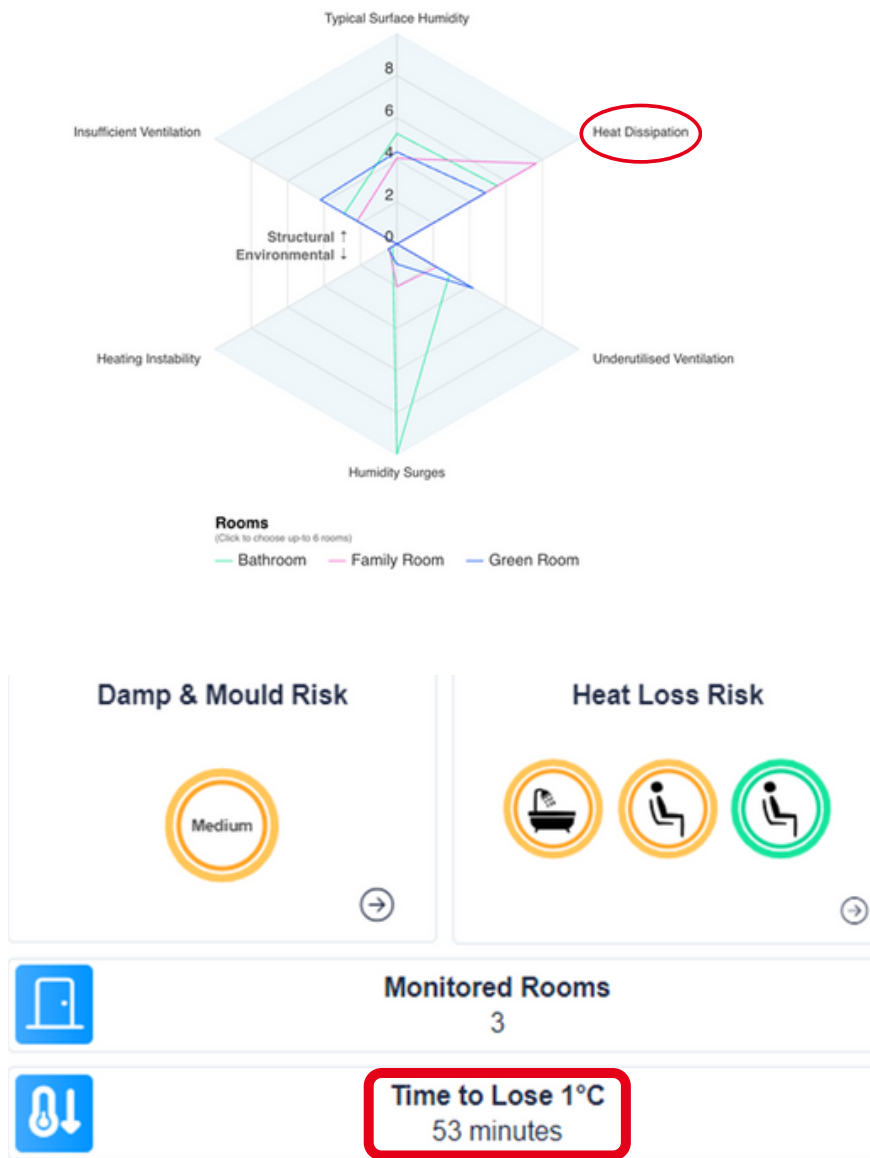 Typical Surface Humidity
8
Insufficient Ventilation
Heat Dissipation
6
4
2
0
Structural ↑
Environmental ↓
Heating Instability
Underutilised Ventilation
Humidity Surges
Rooms
(Click to choose up-to 6 rooms)
Bathroom Family Room Green Room
Damp & Mould Risk
Medium
Heat Loss Risk
Monitored Rooms
3
Time to Lose 1°C
53 minutes